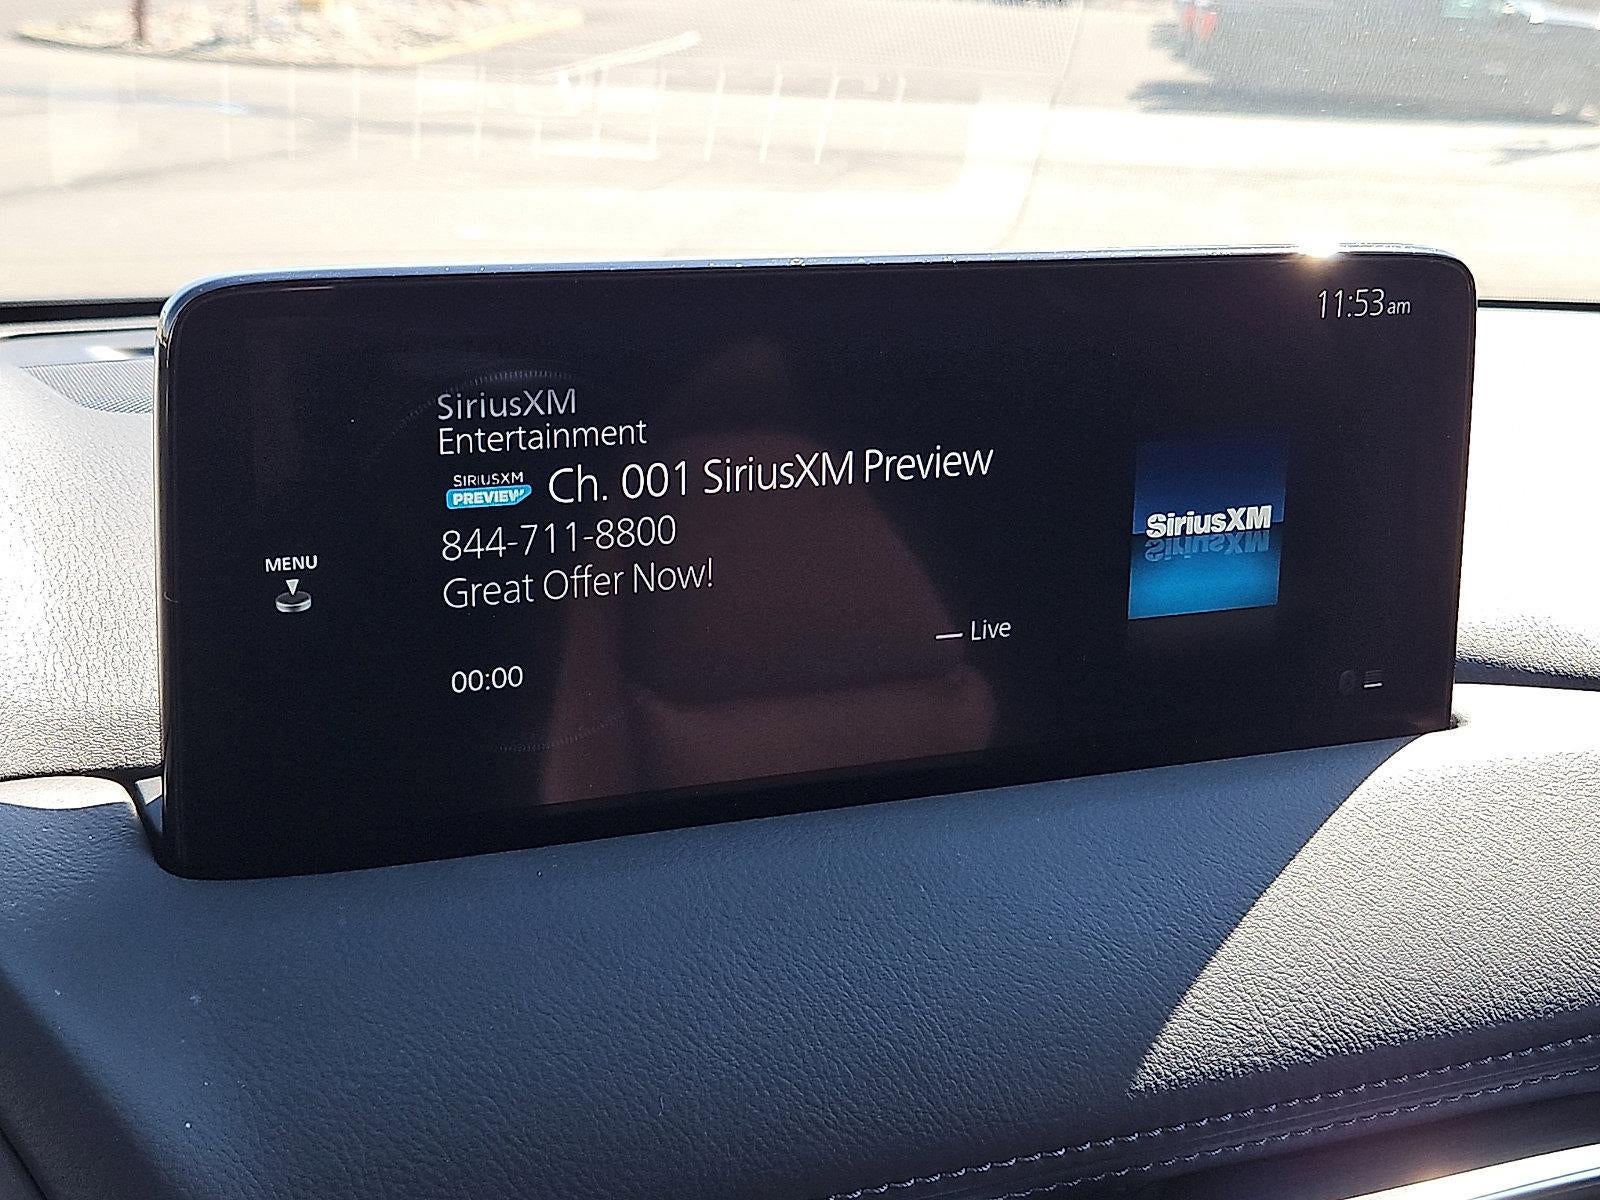 11:53am
SiriusXM
Entertainment
SIRIUSXM
PREVIEW
Ch. 001 SiriusXM Preview
844-711-8800
Great Offer Now!
Live
00:00
MENU
SiriusXM